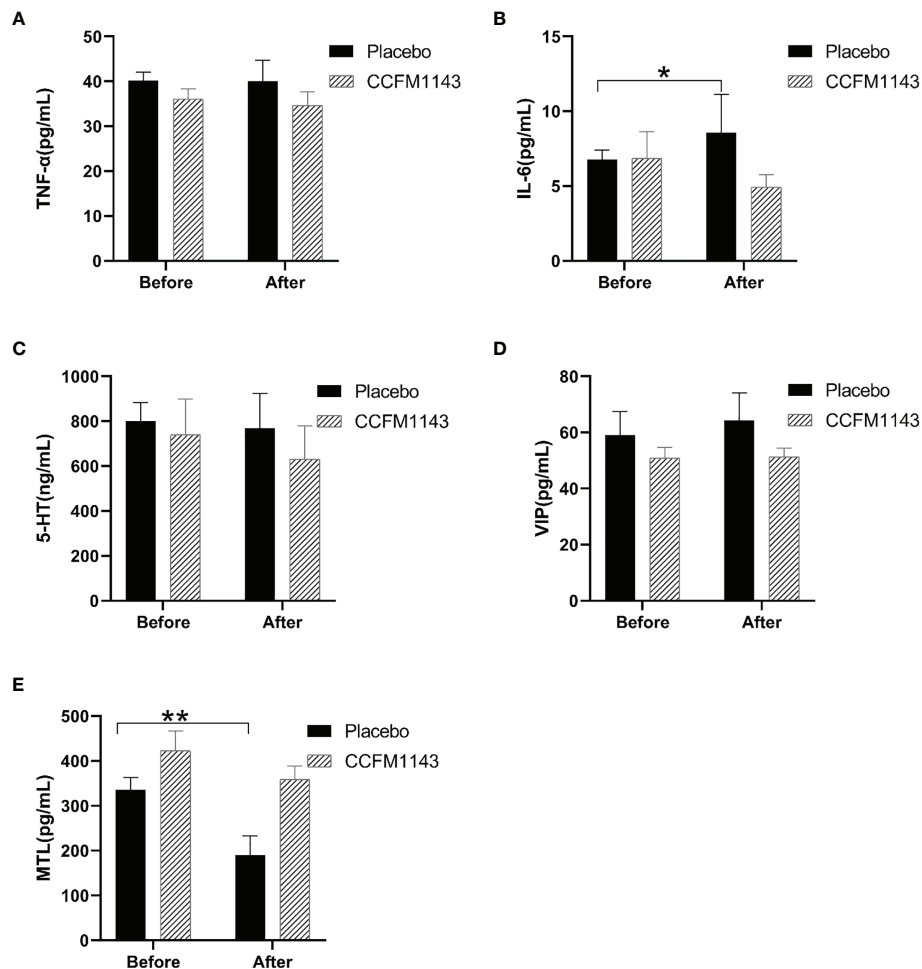 A
TNF-α(pg/mL)
50
40
30
20
10
0
Before
After
Placebo
CCFM1143
B
IL-6(pg/mL)
15
10
5
0
*
Before
After
Placebo
CCFM1143
C
5-HT(ng/mL)
1000
800
600
400
200
0
Before
After
Placebo
CCFM1143
D
VIP(pg/mL)
80
60
40
20
0
Before
After
Placebo
CCFM1143
E
MTL(pg/mL)
500
400
300
200
100
0
**
Before
After
Placebo
CCFM1143